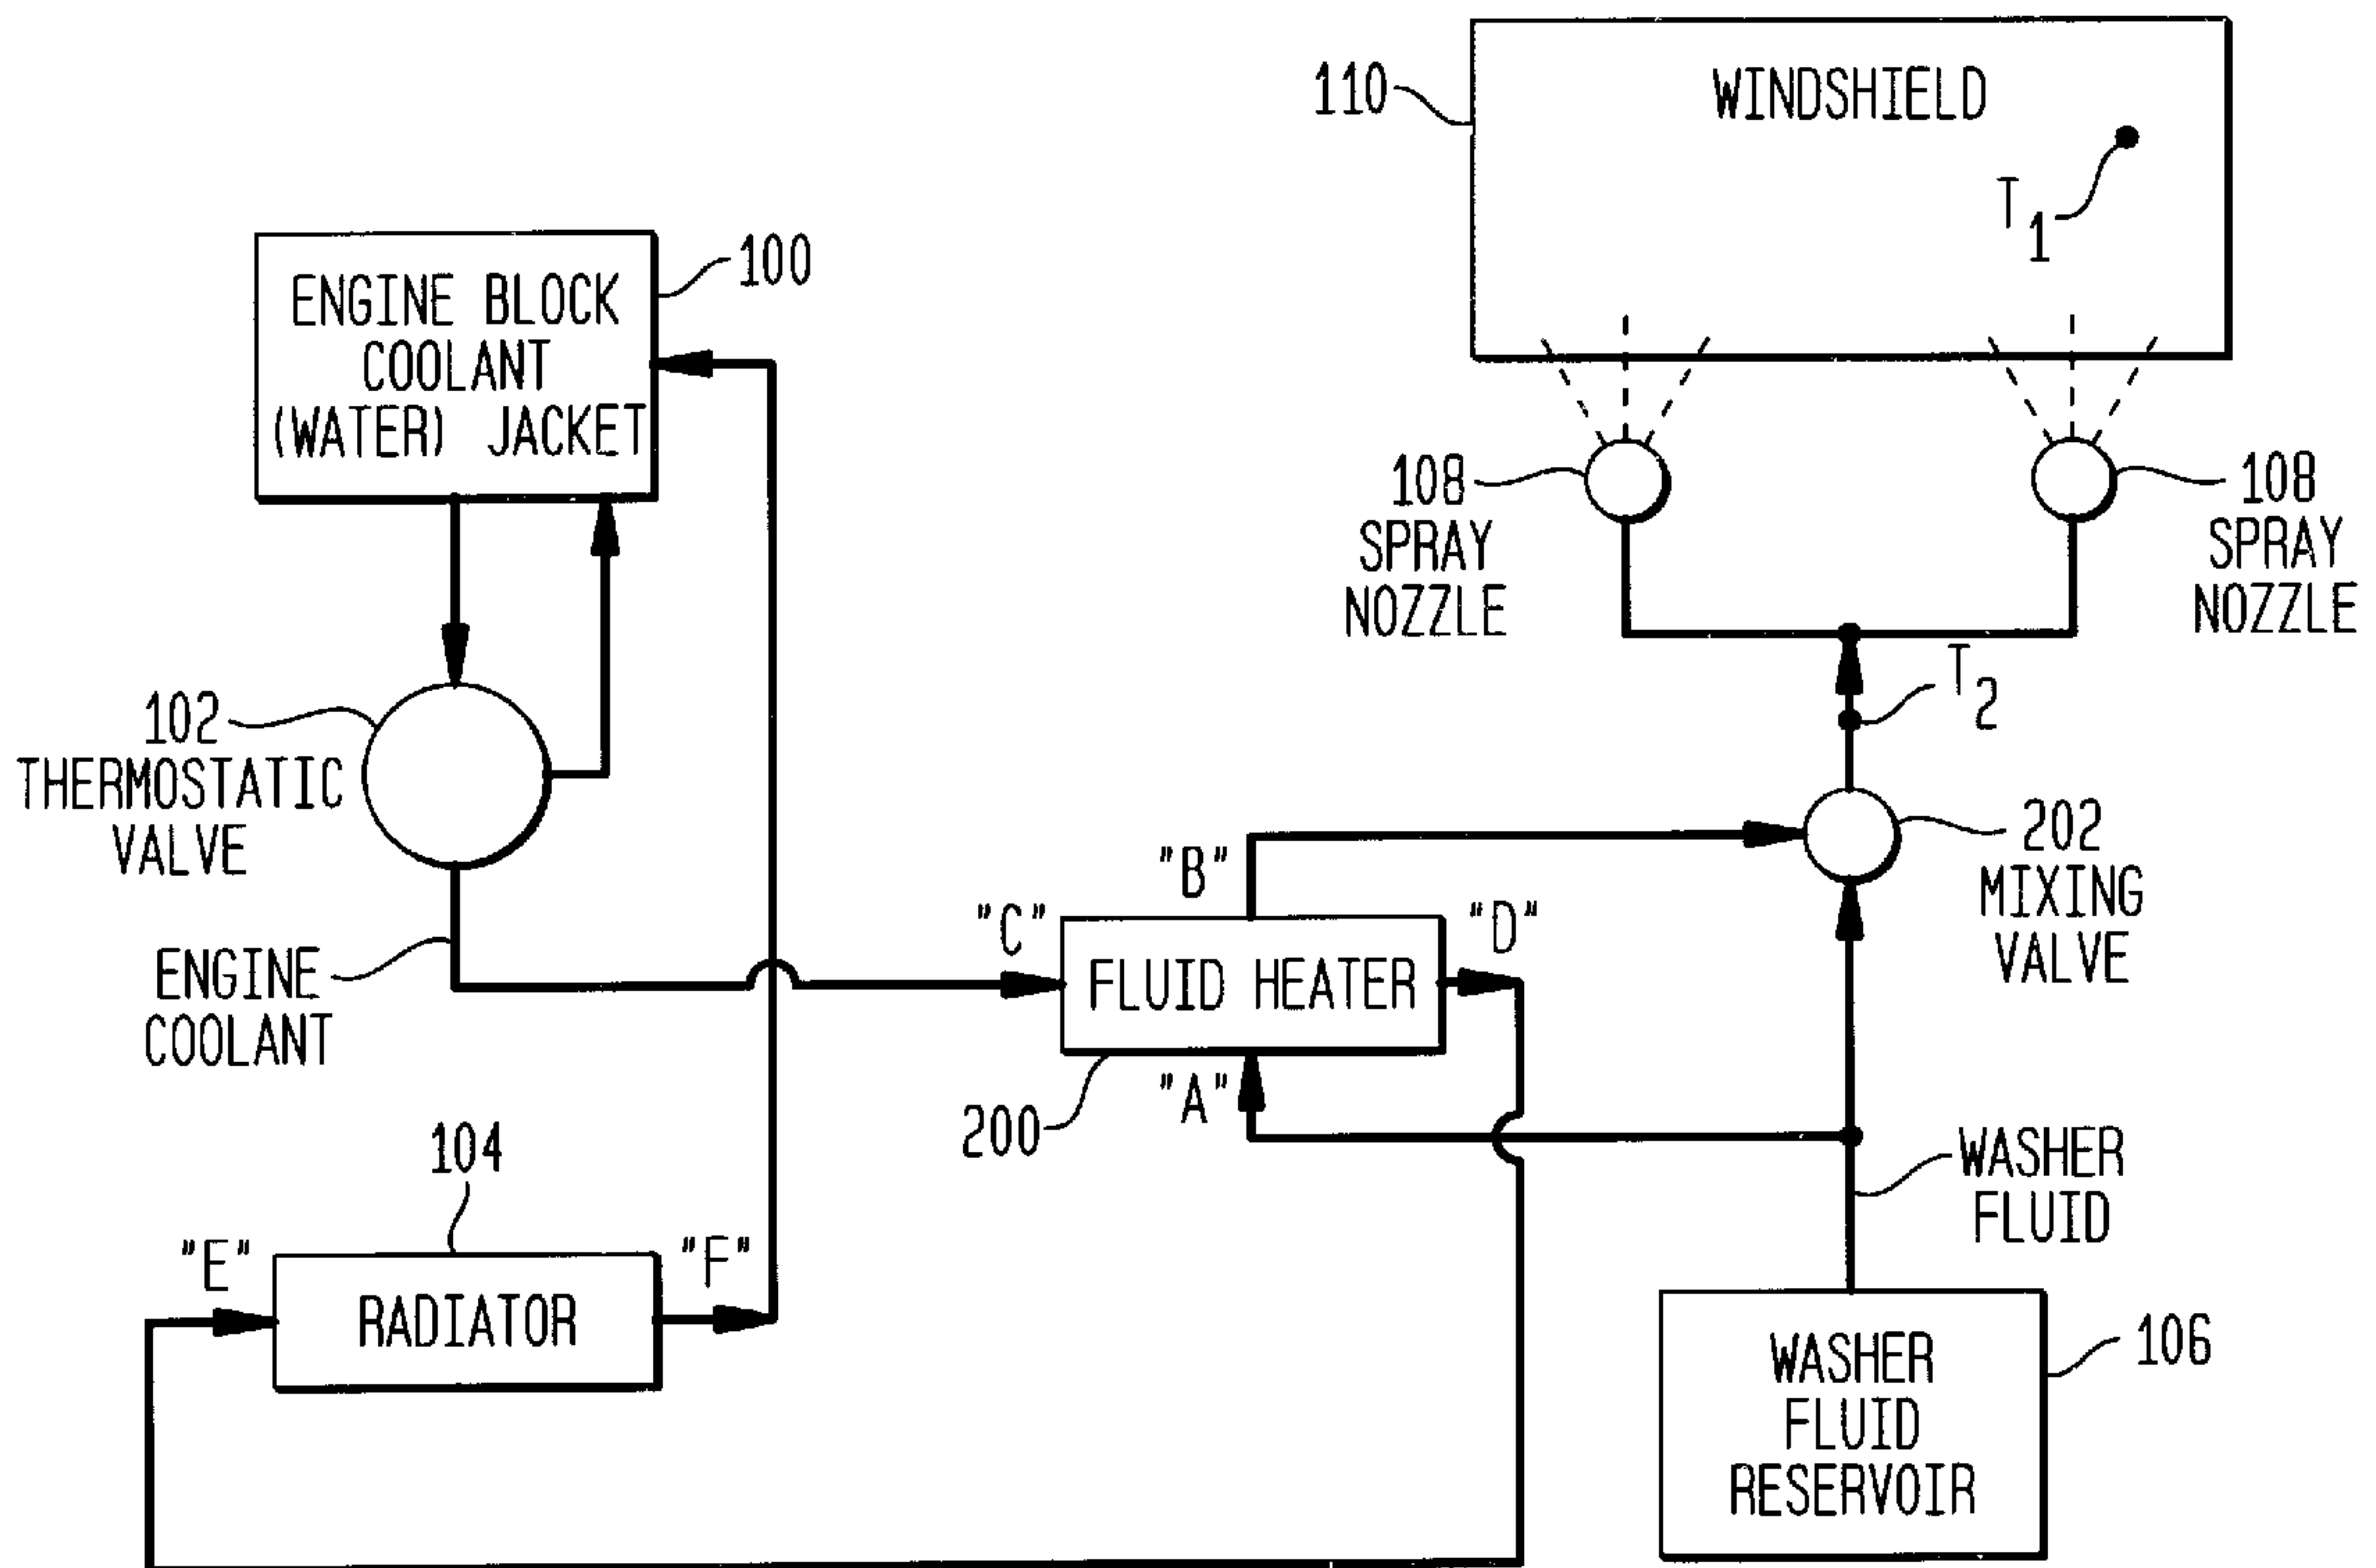 110
WINDSHIELD
T1
100
ENGINE BLOCK
COOLANT
(WATER) JACKET
108
SPRAY
NOZZLE
108
SPRAY
NOZZLE
T2
102
THERMOSTATIC
VALVE
202
MIXING
VALVE
"B"
"C"
"D"
FLUID HEATER
ENGINE
COOLANT
"A"
200
WASHER
FLUID
104
"E"
"F"
RADIATOR
WASHER
FLUID
RESERVOIR
106